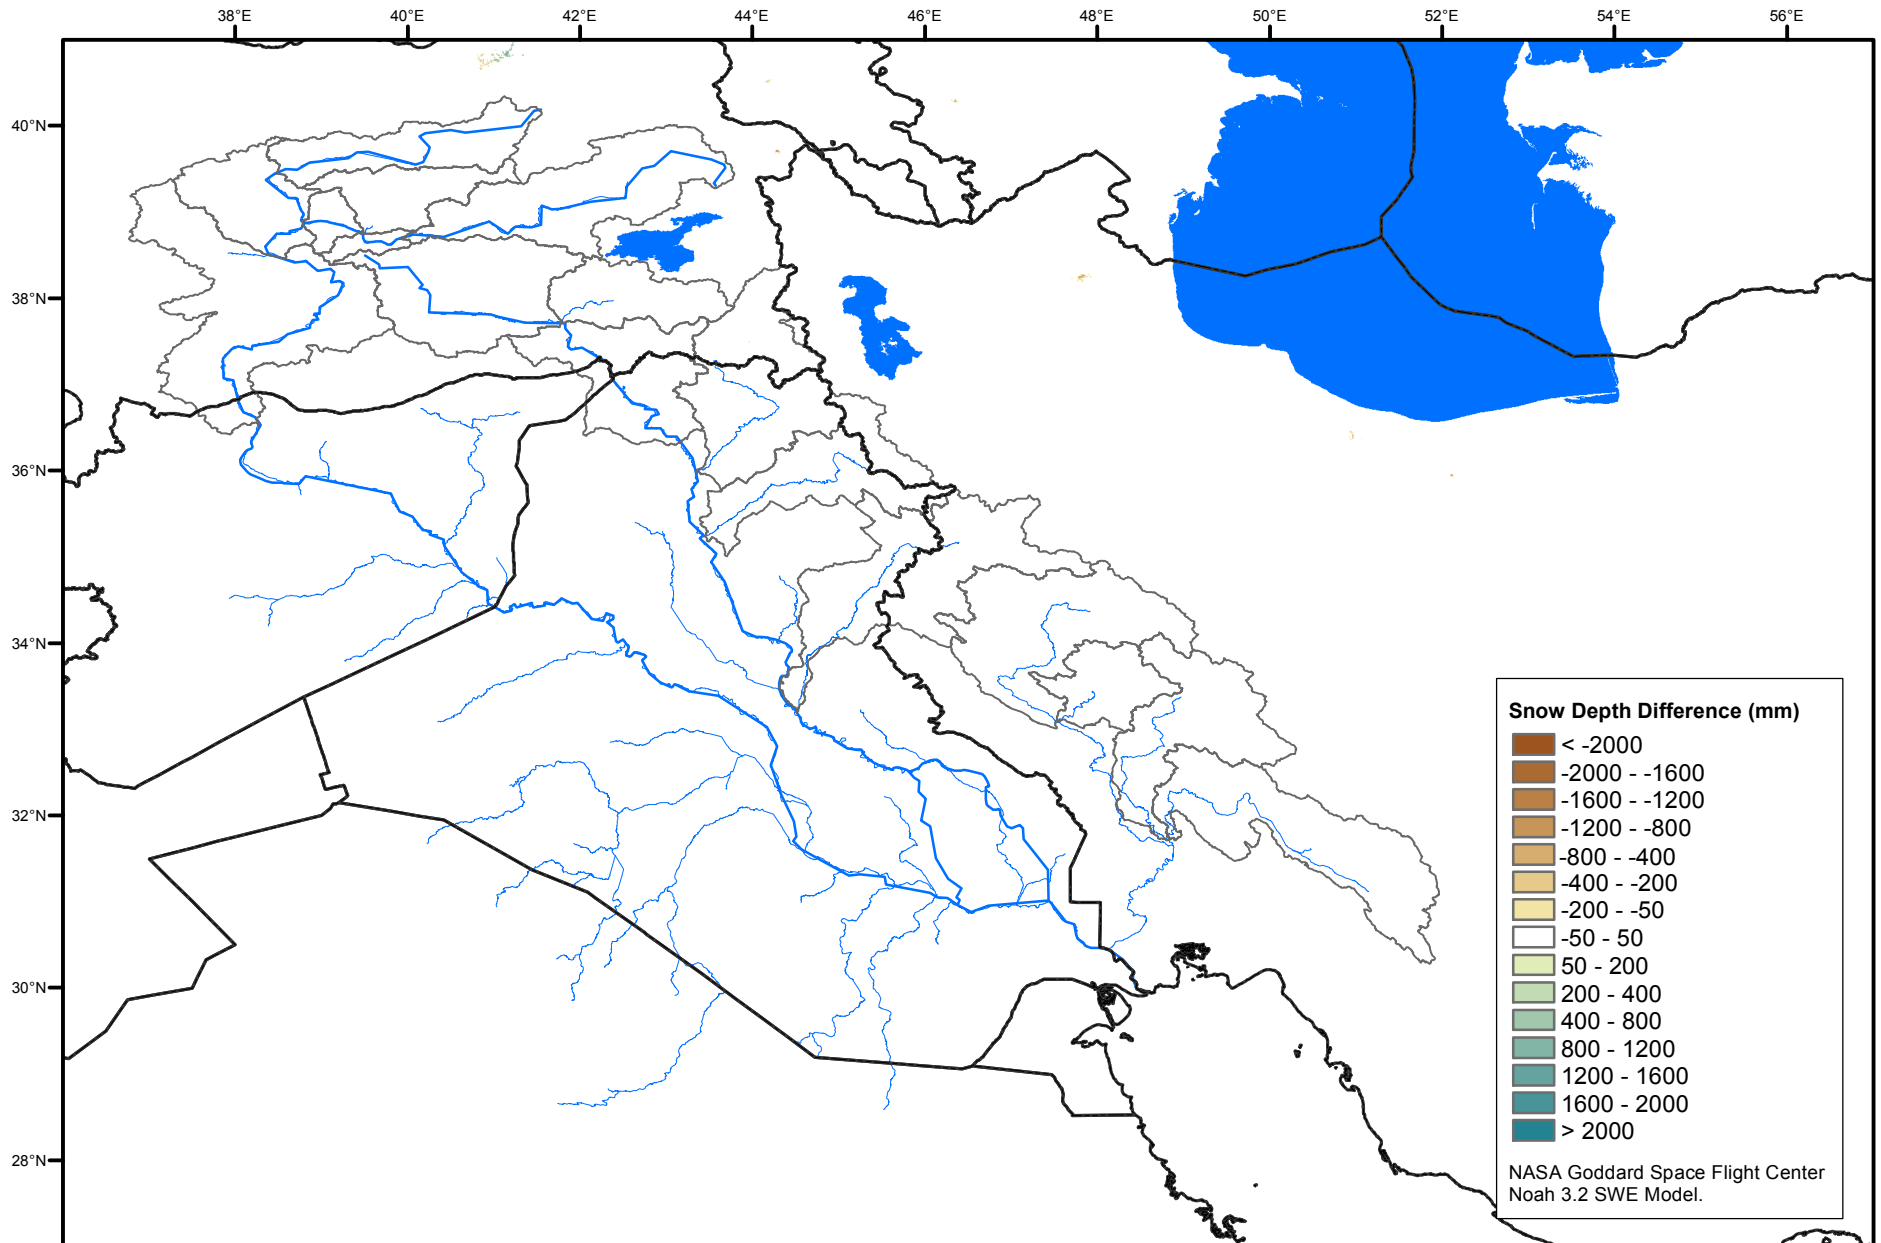 38°E 40°E 42°E 44°E 46°E 48°E 50°E 52°E 54°E 56°E
40°N
38°N
36°N
34°N
32°N
30°N
28°N
Snow Depth Difference (mm)
< -2000
-2000 - -1600
-1600 - -1200
-1200 - -800
-800 - -400
-400 - -200
-200 - -50
-50 - 50
50 - 200
200 - 400
400 - 800
800 - 1200
1200 - 1600
1600 - 2000
> 2000
NASA Goddard Space Flight Center
Noah 3.2 SWE Model.